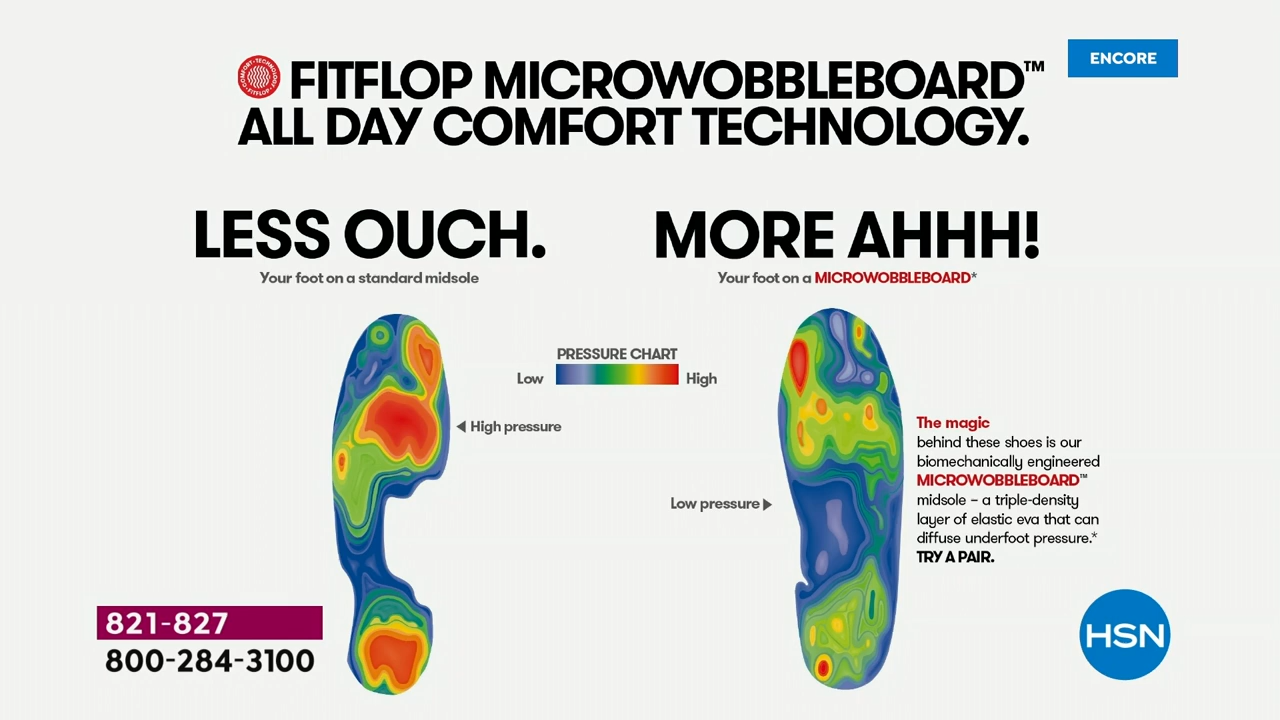 ENCORE
FITFLOP MICROWOBBLEBOARD™
ALL DAY COMFORT TECHNOLOGY.
LESS OUCH.
Your foot on a standard midsole
MORE AHHH!
Your foot on a MICROWOBBLEBOARD*
PRESSURE CHART
Low
High
High pressure
Low pressure
The magic
behind these shoes is our
biomechanically engineered
MICROWOBBLEBOARD™
midsole – a triple-density
layer of elastic eva that can
diffuse underfoot pressure.*
TRY A PAIR.
821-827
800-284-3100
HSN